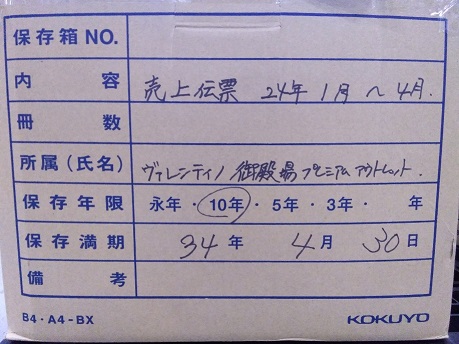 保存箱NO.
内容 売上伝票 24年1月～4月.
冊数
所属(氏名) ヴァレンティノ 御殿場プレミアムアウトレット.
保存年限 永年・10年・5年・3年・ 年
保存満期 34年 4月 30日
備考
B4・A4-BX KOKUYO